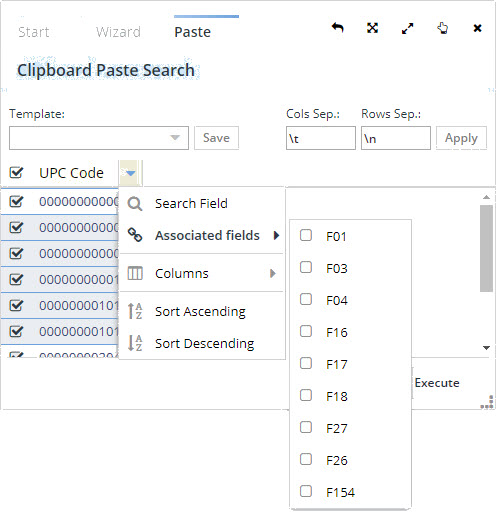 Start Wizard Paste
Clipboard Paste Search
Template: Cols Sep.: Rows Sep.:
Save \t \n Apply
UPC Code
00000000000
00000000000
00000000000
00000000001
00000000101
00000000101
Search Field
Associated fields
Columns
Sort Ascending
Sort Descending
F01
F03
F04
F16
F17
F18
F27
F26
F154
Execute